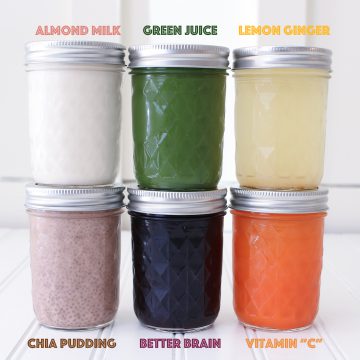 ALMOND MILK
GREEN JUICE
LEMON GINGER
CHIA PUDDING
BETTER BRAIN
VITAMIN "C"